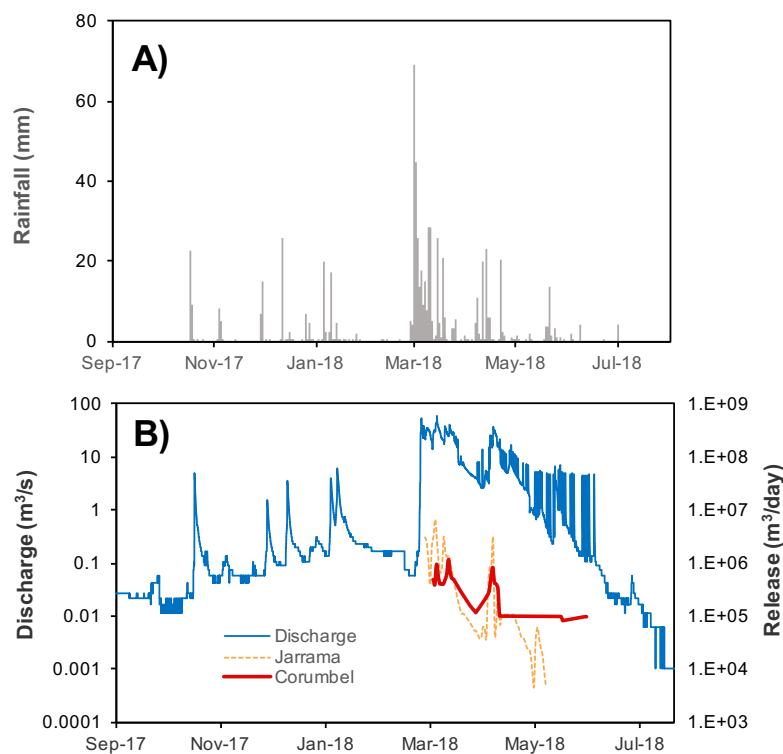 A)
Rainfall (mm)
80
60
40
20
0
Sep-17 Nov-17 Jan-18 Mar-18 May-18 Jul-18
B)
Discharge (m³/s)
100
10
1
0.1
0.01
0.001
0.0001
Release (m³/day)
1.E+09
1.E+08
1.E+07
1.E+06
1.E+05
1.E+04
1.E+03
Discharge
Jarrama
Corumbel
Sep-17 Nov-17 Jan-18 Mar-18 May-18 Jul-18